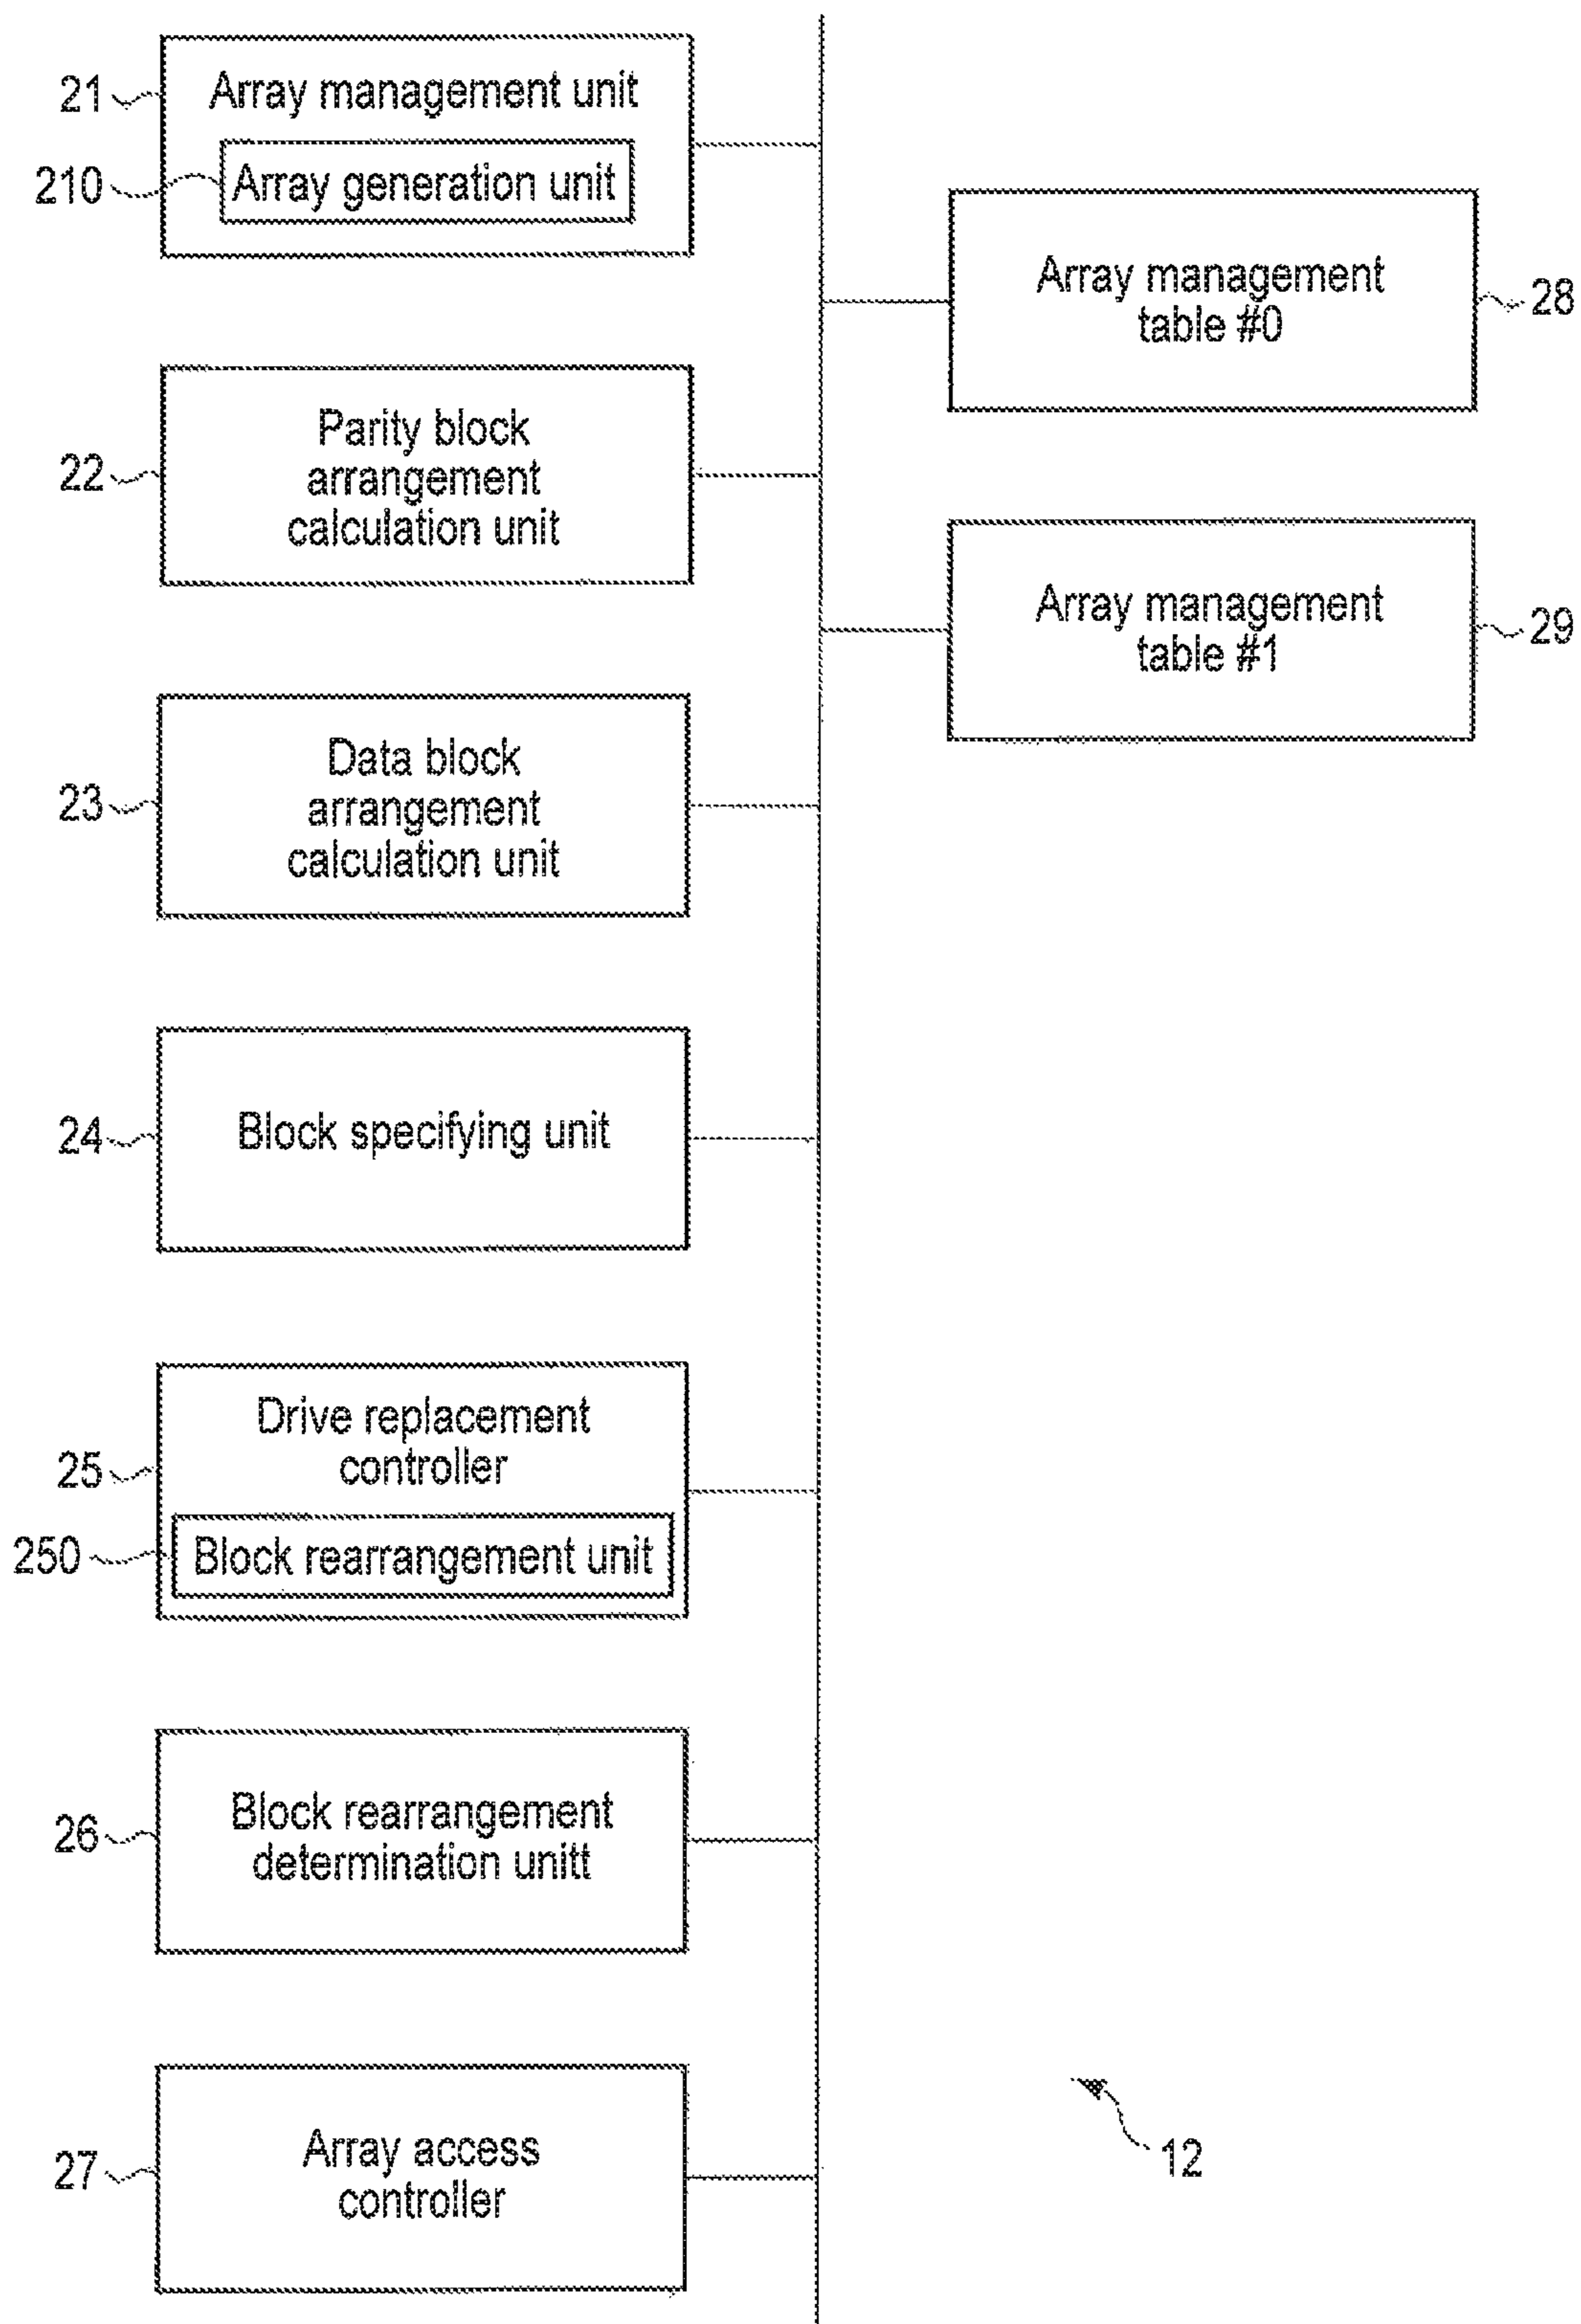 21
Array management unit
210
Array generation unit
Array management
table #0
28
22
Parity block
arrangement
calculation unit
Array management
table #1
29
23
Data block
arrangement
calculation unit
24
Block specifying unit
25
Drive replacement
controller
250
Block rearrangement unit
26
Block rearrangement
determination unitt
27
Array access
controller
12